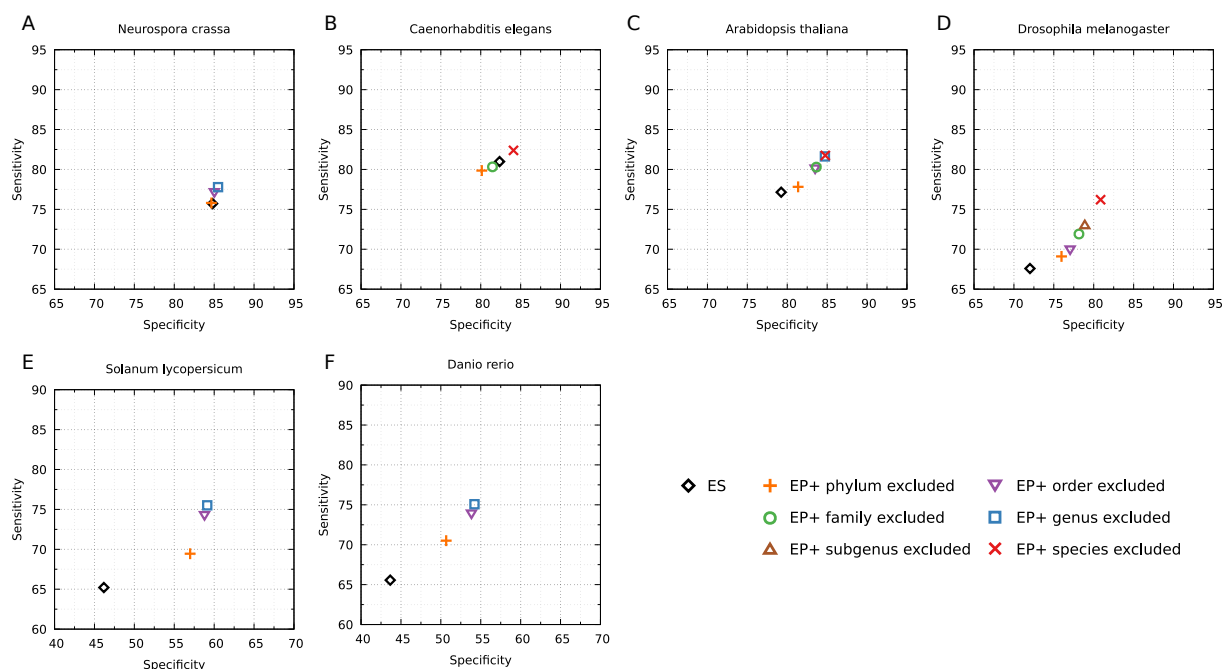 A
Neurospora crassa
95
90
85
80
75
70
65
65 70 75 80 85 90 95
Sensitivity
Specificity
B
Caenorhabditis elegans
95
90
85
80
75
70
65
65 70 75 80 85 90 95
Sensitivity
Specificity
C
Arabidopsis thaliana
95
90
85
80
75
70
65
65 70 75 80 85 90 95
Sensitivity
Specificity
D
Drosophila melanogaster
95
90
85
80
75
70
65
65 70 75 80 85 90 95
Sensitivity
Specificity
E
Solanum lycopersicum
90
85
80
75
70
65
60
40 45 50 55 60 65 70
Sensitivity
Specificity
F
Danio rerio
90
85
80
75
70
65
60
40 45 50 55 60 65 70
Sensitivity
Specificity
ES
EP+ phylum excluded
EP+ order excluded
EP+ family excluded
EP+ genus excluded
EP+ subgenus excluded
EP+ species excluded